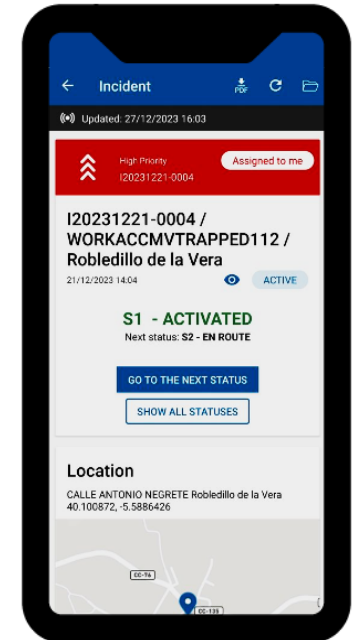 Incident
PDF
Updated: 27/12/2023 16:03
High Priority
I20231221-0004
Assigned to me
I20231221-0004 /
WORKACCMVTRAPPED112 /
Robledillo de la Vera
21/12/2023 14:04
ACTIVE
S1 - ACTIVATED
Next status: S2 - EN ROUTE
GO TO THE NEXT STATUS
SHOW ALL STATUSES
Location
CALLE ANTONIO NEGRETE Robledillo de la Vera
40.100872, -5.5886426
CC-76
CC-135